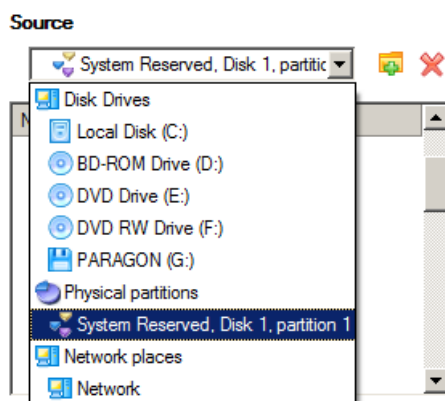 Source
System Reserved, Disk 1, partitic
N
Disk Drives
Local Disk (C:)
BD-ROM Drive (D:)
DVD Drive (E:)
DVD RW Drive (F:)
PARAGON (G:)
Physical partitions
System Reserved, Disk 1, partition 1
Network places
Network